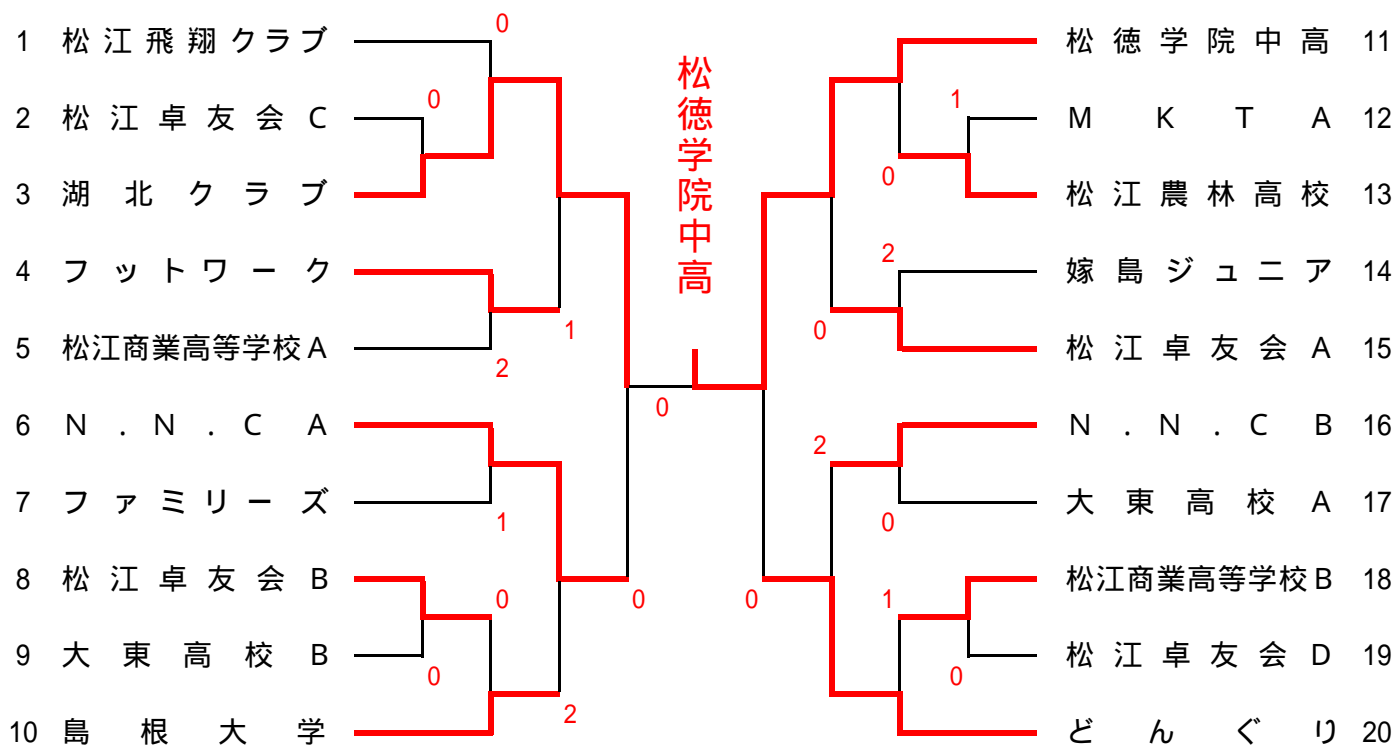 1 松江飛翔クラブ
2 松江卓友会C
3 湖北クラブ
4 フットワーク
5 松江商業高等学校A
6 N.N.CA
7 ファミリーズ
8 松江卓友会B
9 大東高校B
10 島根大学
0
0
1
2
1
0
0
2
0
0
松徳学院中高
0
1
0
2
0
2
0
1
0
松徳学院中高 11
MKTA 12
松江農林高校 13
嫁島ジュニア 14
松江卓友会A 15
N.N.CB 16
大東高校A 17
松江商業高等学校B 18
松江卓友会D 19
どんぐり 20